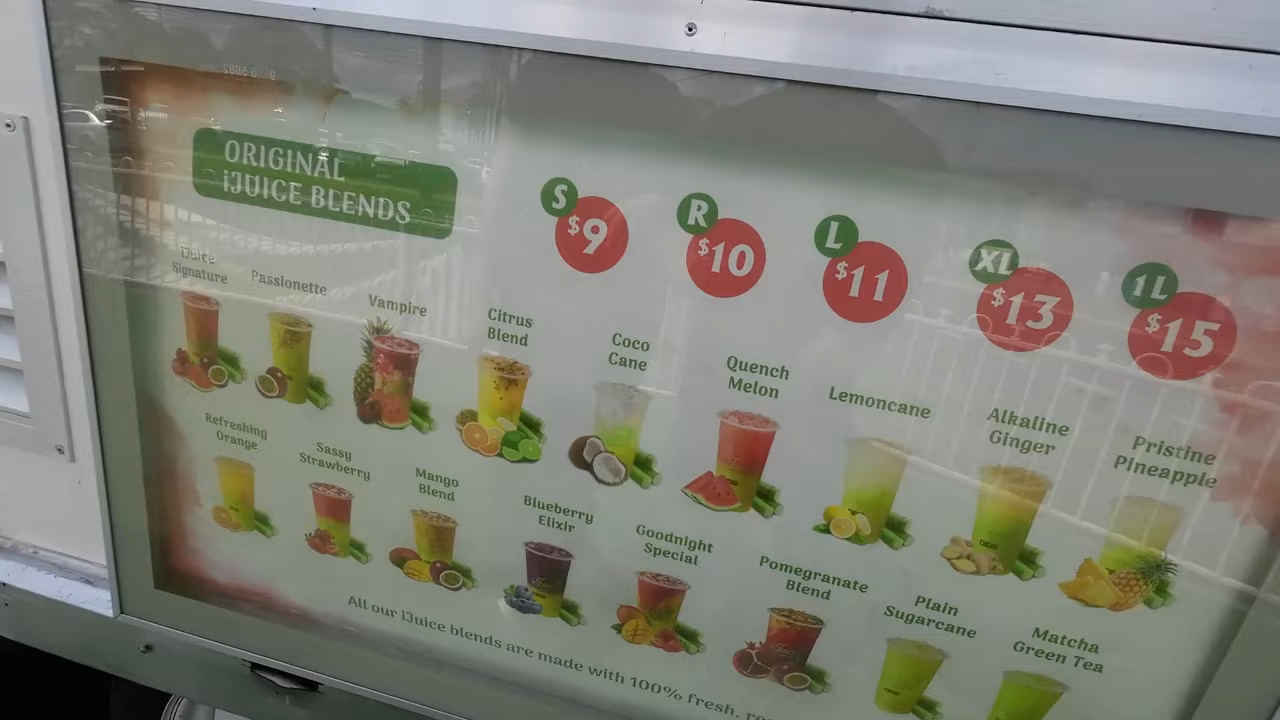 ORIGINAL
iJUICE BLENDS
S
$9
R
$10
L
$11
XL
$13
1L
$15
iJuice
Signature
Passionette
Vampire
Citrus
Blend
Coco
Cane
Quench
Melon
Lemoncane
Alkaline
Ginger
Pristine
Pineapple
Refreshing
Orange
Sassy
Strawberry
Mango
Blend
Blueberry
Elixir
Goodnight
Special
Pomegranate
Blend
Plain
Sugarcane
Matcha
Green Tea
All our iJuice blends are made with 100% fresh,